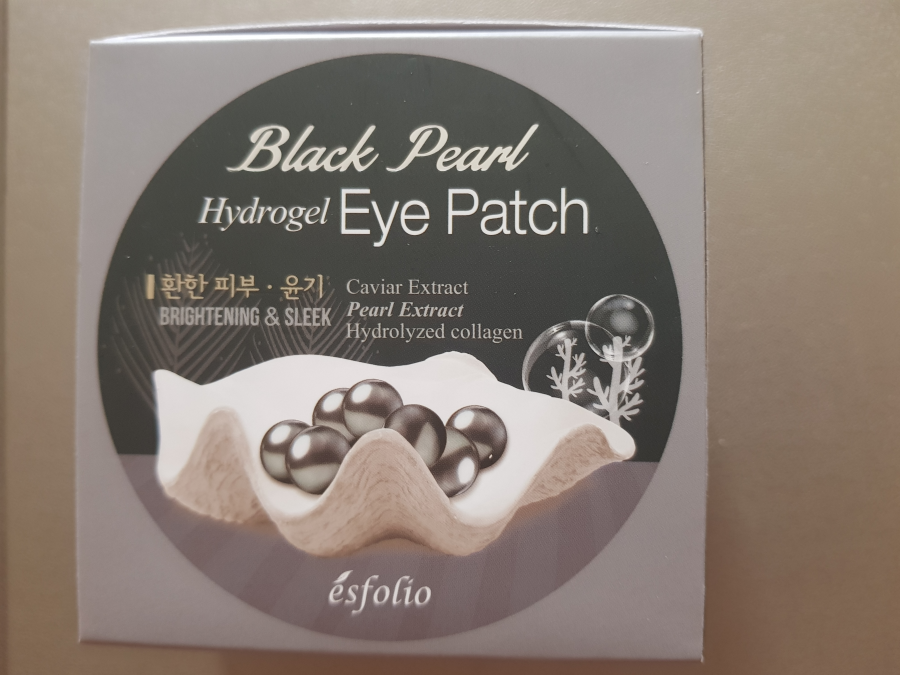 Black Pearl
Hydrogel Eye Patch
환한 피부 · 윤기
BRIGHTENING & SLEEK
Caviar Extract
Pearl Extract
Hydrolyzed collagen
ésfolio